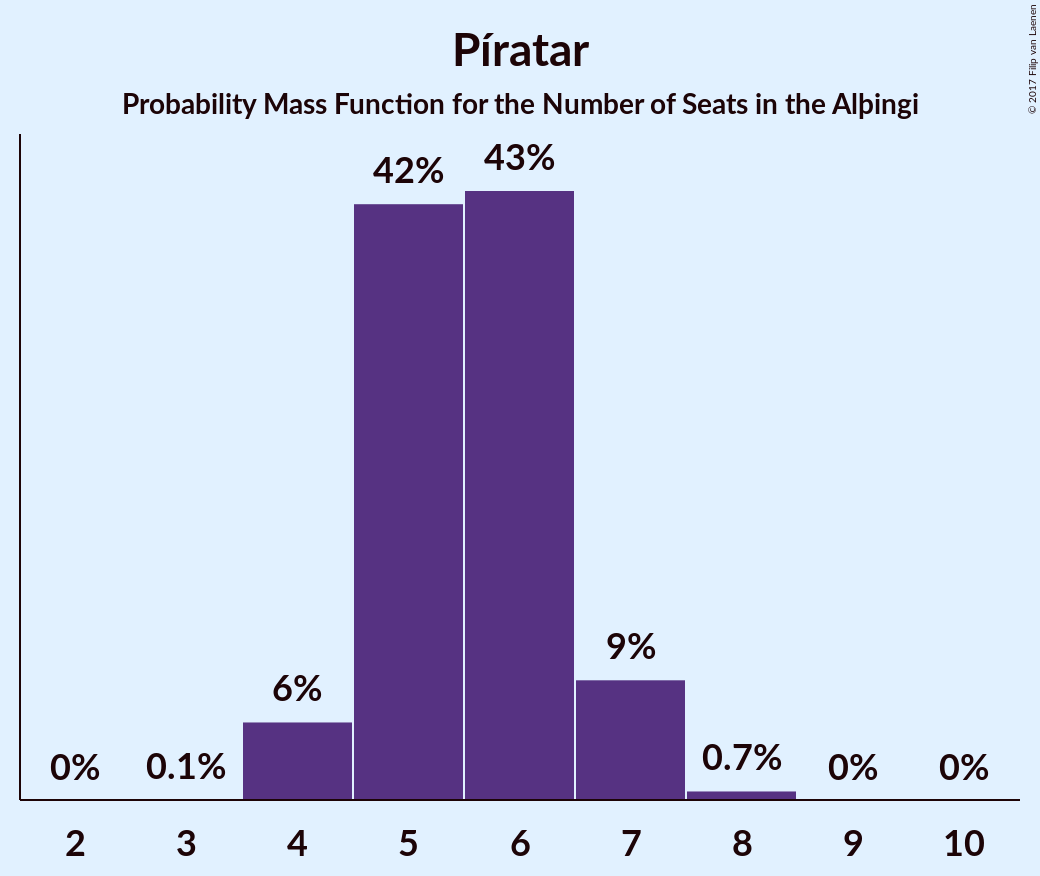 Píratar
Probability Mass Function for the Number of Seats in the Alþingi
© 2017 Filip van Laenen
43%
42%
9%
6%
0.7%
0%
0.1%
0%
0%
2 3 4 5 6 7 8 9 10